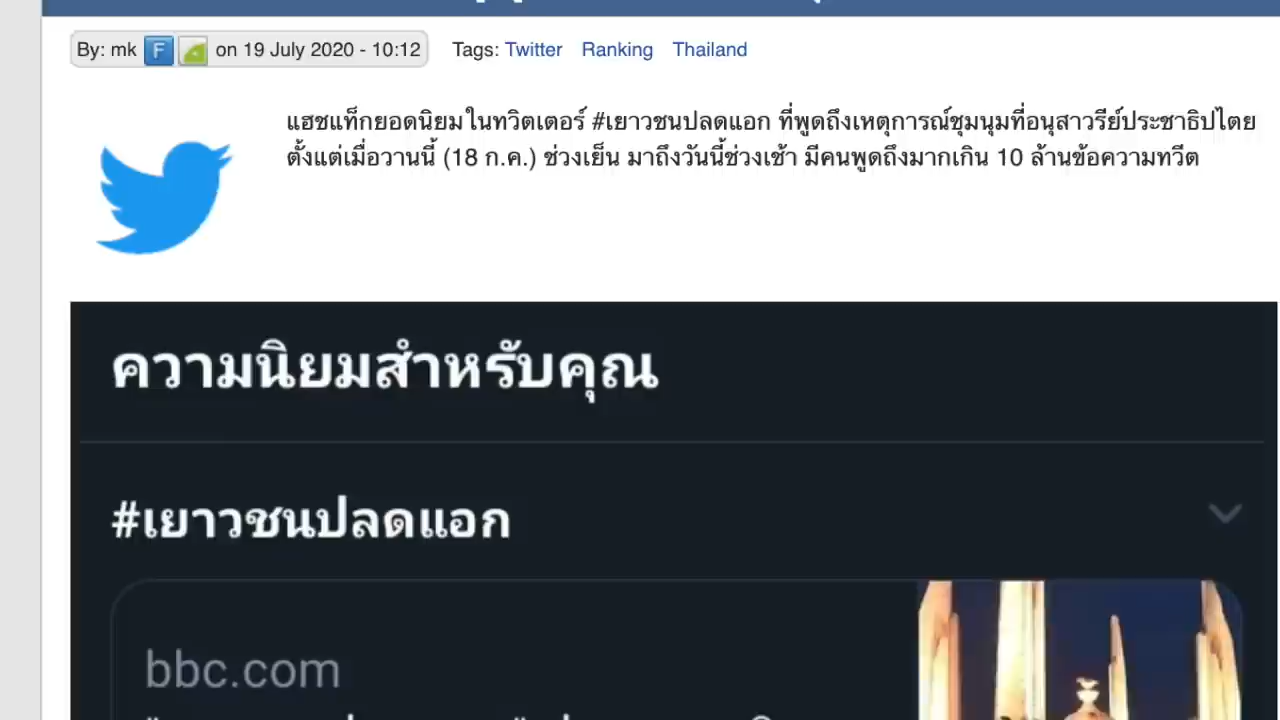 By: mk F on 19 July 2020 - 10:12 Tags: Twitter Ranking Thailand
แฮชแท็กยอดนิยมในทวิตเตอร์ #เยาวชนปลดแอก ที่พูดถึงเหตุการณ์ชุมนุมที่อนุสาวรีย์ประชาธิปไตย
ตั้งแต่เมื่อวานนี้ (18 ก.ค.) ช่วงเย็น มาถึงวันนี้ช่วงเช้า มีคนพูดถึงมากเกิน 10 ล้านข้อความทวีต
ความนิยมสำหรับคุณ
#เยาวชนปลดแอก
bbc.com